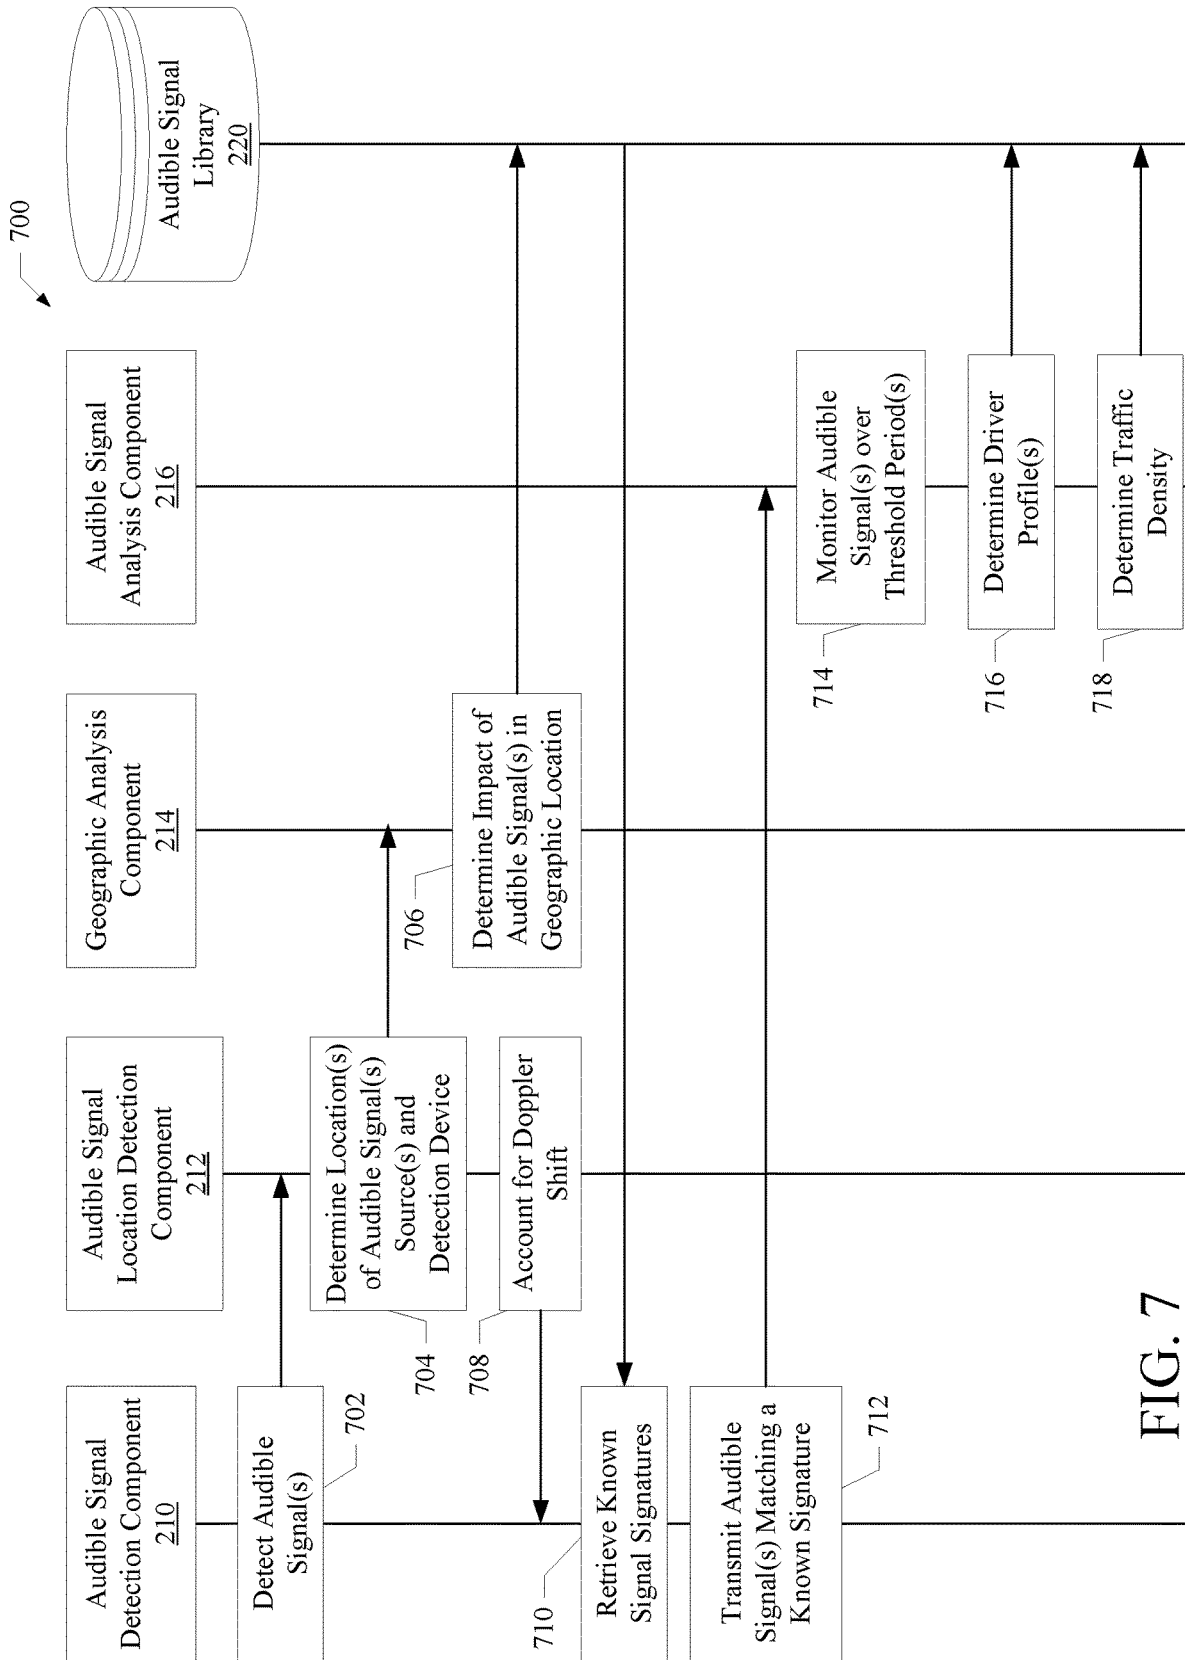 700
Audible Signal
Detection Component
210
Audible Signal
Location Detection
Component
212
Geographic Analysis
Component
214
Audible Signal
Analysis Component
216
Audible Signal
Library
220
Detect Audible
Signal(s)
702
Determine Location(s)
of Audible Signal(s)
Source(s) and
Detection Device
704
Determine Impact of
Audible Signal(s) in
Geographic Location
706
Account for Doppler
Shift
708
Retrieve Known
Signal Signatures
710
Transmit Audible
Signal(s) Matching a
Known Signature
712
Monitor Audible
Signal(s) over
Threshold Period(s)
714
Determine Driver
Profile(s)
716
Determine Traffic
Density
718
FIG. 7